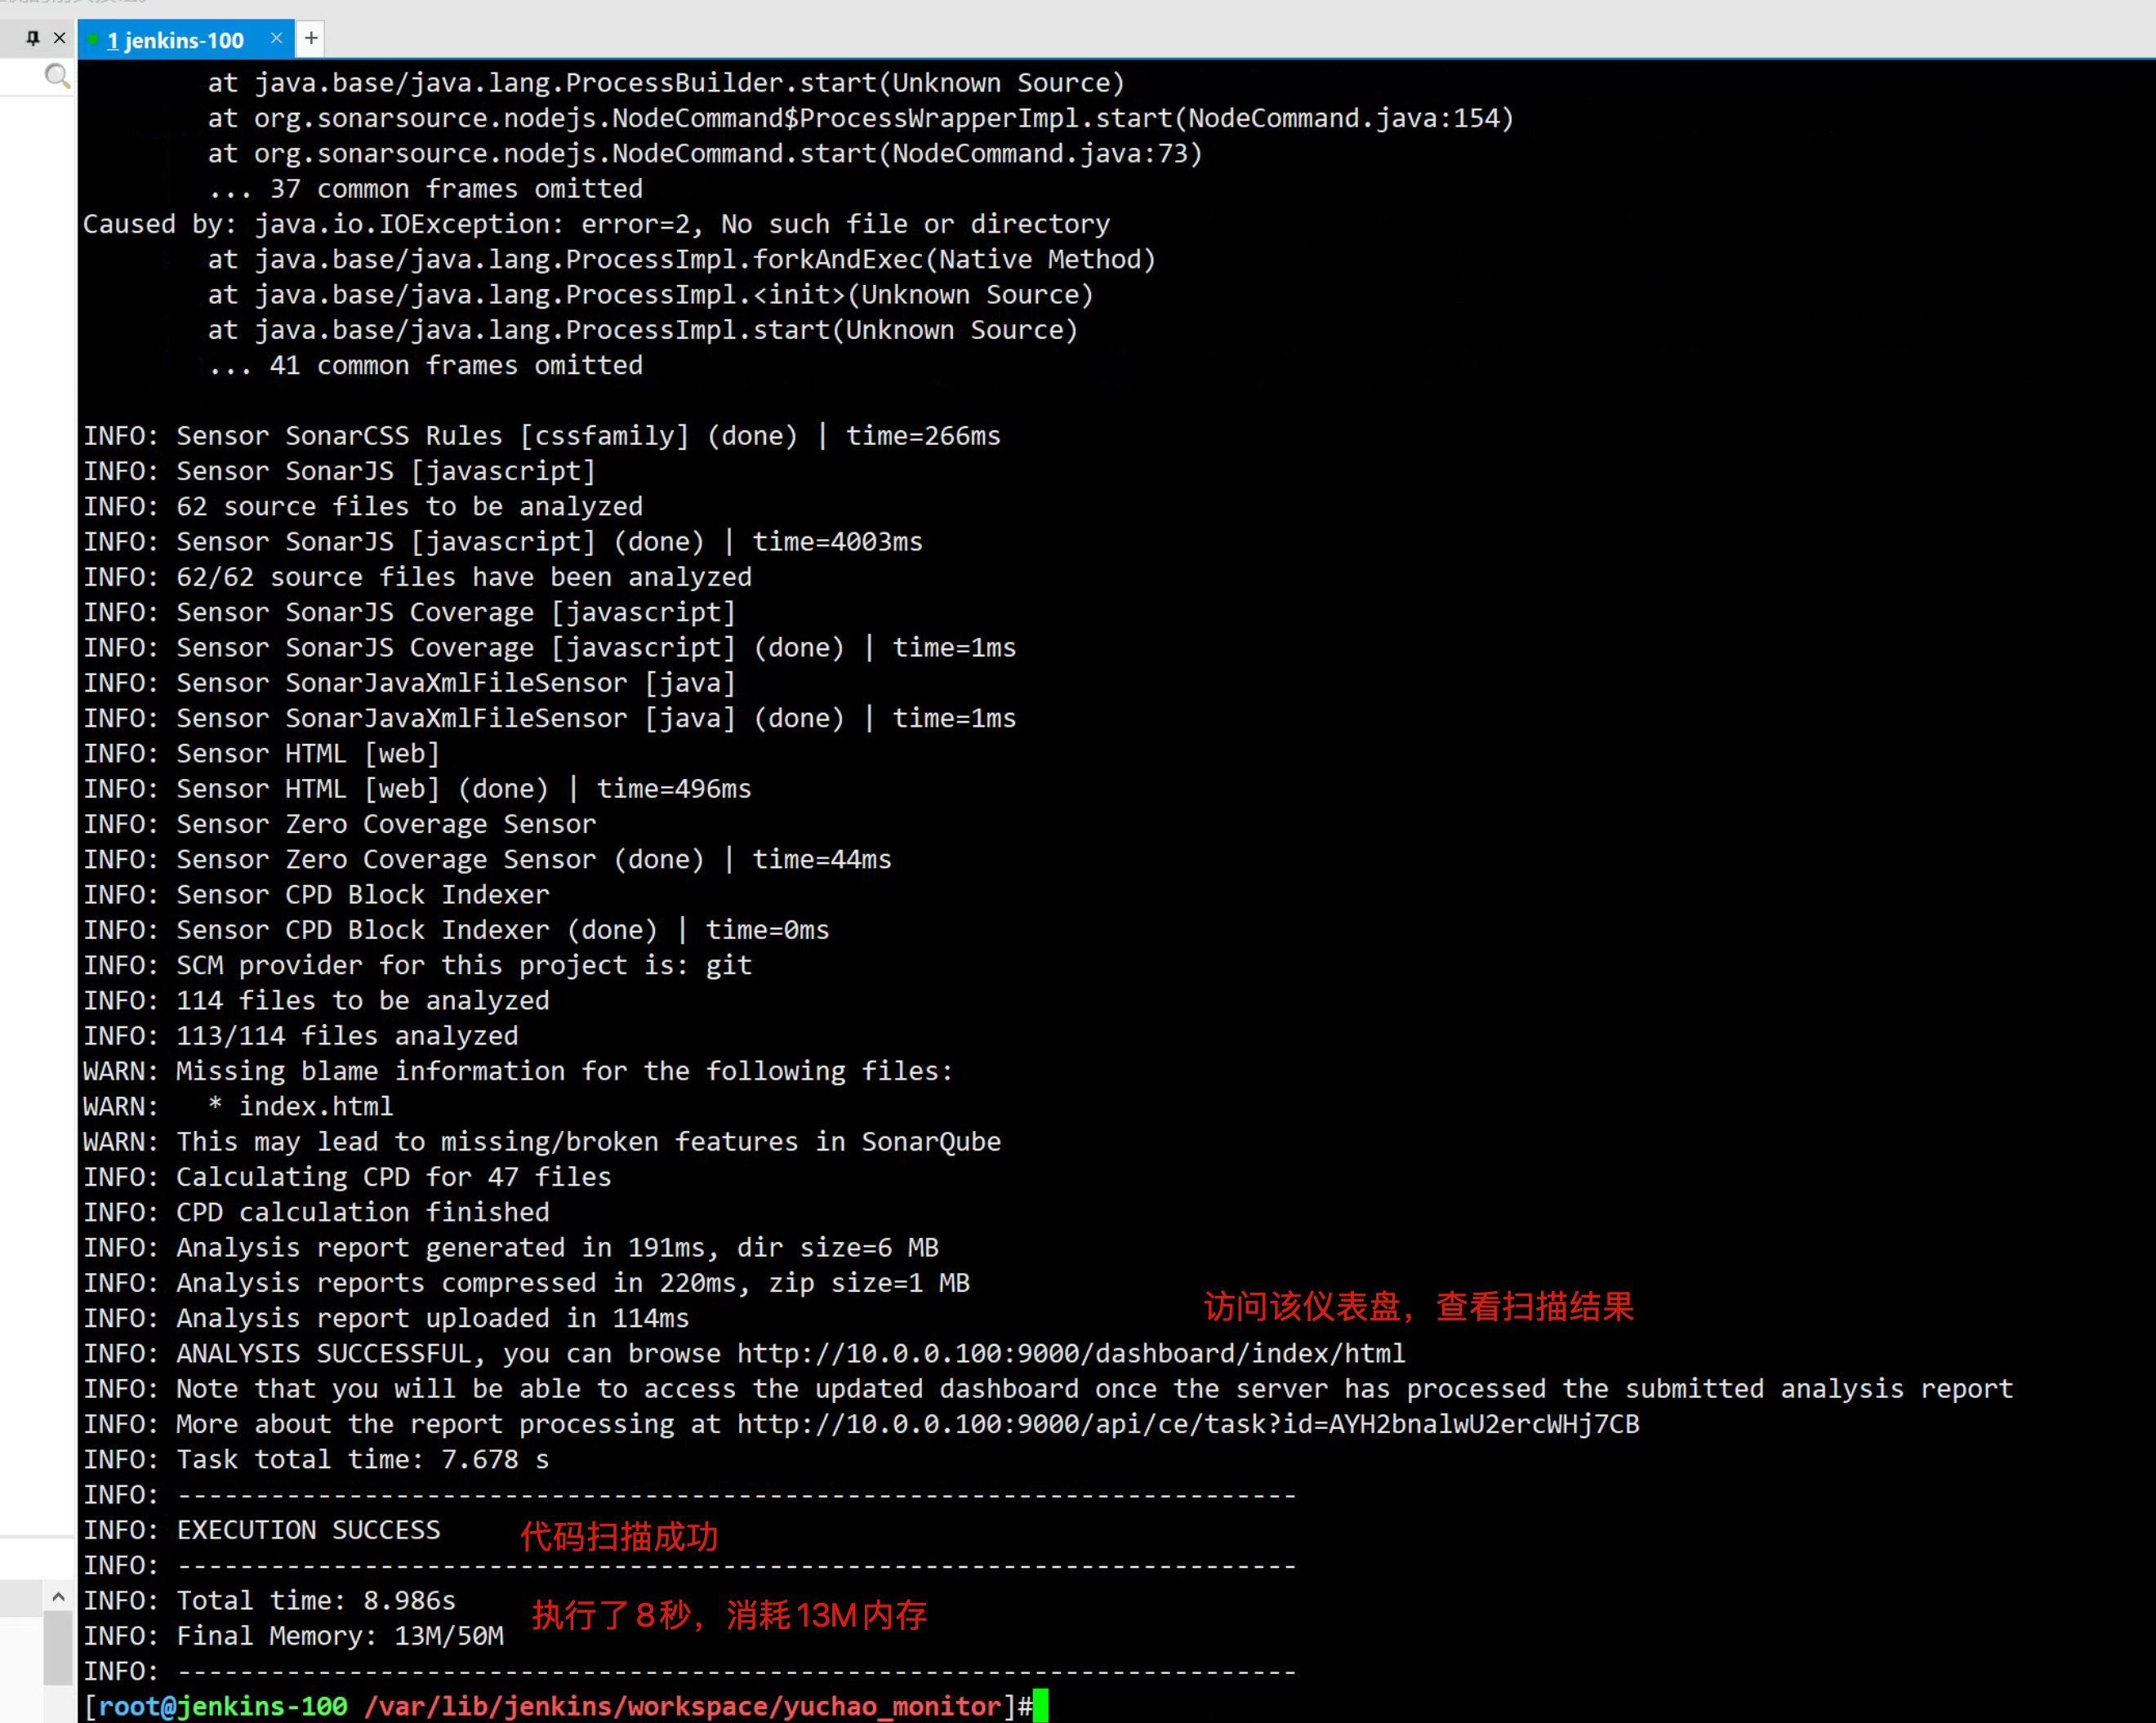 1 jenkins-100
at java.base/java.lang.ProcessBuilder.start(Unknown Source)
at org.sonarsource.nodejs.NodeCommand$ProcessWrapperImpl.start(NodeCommand.java:154)
at org.sonarsource.nodejs.NodeCommand.start(NodeCommand.java:73)
... 37 common frames omitted
Caused by: java.io.IOException: error=2, No such file or directory
at java.base/java.lang.ProcessImpl.forkAndExec(Native Method)
at java.base/java.lang.ProcessImpl.<init>(Unknown Source)
at java.base/java.lang.ProcessImpl.start(Unknown Source)
... 41 common frames omitted
INFO: Sensor SonarCSS Rules [cssfamily] (done) | time=266ms
INFO: Sensor SonarJS [javascript]
INFO: 62 source files to be analyzed
INFO: Sensor SonarJS [javascript] (done) | time=4003ms
INFO: 62/62 source files have been analyzed
INFO: Sensor SonarJS Coverage [javascript]
INFO: Sensor SonarJS Coverage [javascript] (done) | time=1ms
INFO: Sensor SonarJavaXmlFileSensor [java]
INFO: Sensor SonarJavaXmlFileSensor [java] (done) | time=1ms
INFO: Sensor HTML [web]
INFO: Sensor HTML [web] (done) | time=496ms
INFO: Sensor Zero Coverage Sensor
INFO: Sensor Zero Coverage Sensor (done) | time=44ms
INFO: Sensor CPD Block Indexer
INFO: Sensor CPD Block Indexer (done) | time=0ms
INFO: SCM provider for this project is: git
INFO: 114 files to be analyzed
INFO: 113/114 files analyzed
WARN: Missing blame information for the following files:
WARN:   * index.html
WARN: This may lead to missing/broken features in SonarQube
INFO: Calculating CPD for 47 files
INFO: CPD calculation finished
INFO: Analysis report generated in 191ms, dir size=6 MB
INFO: Analysis reports compressed in 220ms, zip size=1 MB
访问该仪表盘，查看扫描结果
INFO: Analysis report uploaded in 114ms
INFO: ANALYSIS SUCCESSFUL, you can browse http://10.0.0.100:9000/dashboard/index/html
INFO: Note that you will be able to access the updated dashboard once the server has processed the submitted analysis report
INFO: More about the report processing at http://10.0.0.100:9000/api/ce/task?id=AYH2bnalwU2ercWHj7CB
INFO: Task total time: 7.678 s
INFO: ------------------------------------------------------------------------
INFO: EXECUTION SUCCESS
代码扫描成功
INFO: ------------------------------------------------------------------------
INFO: Total time: 8.986s
执行了8秒，消耗13M内存
INFO: Final Memory: 13M/50M
INFO: ------------------------------------------------------------------------
[root@jenkins-100 /var/lib/jenkins/workspace/yuchao_monitor]#